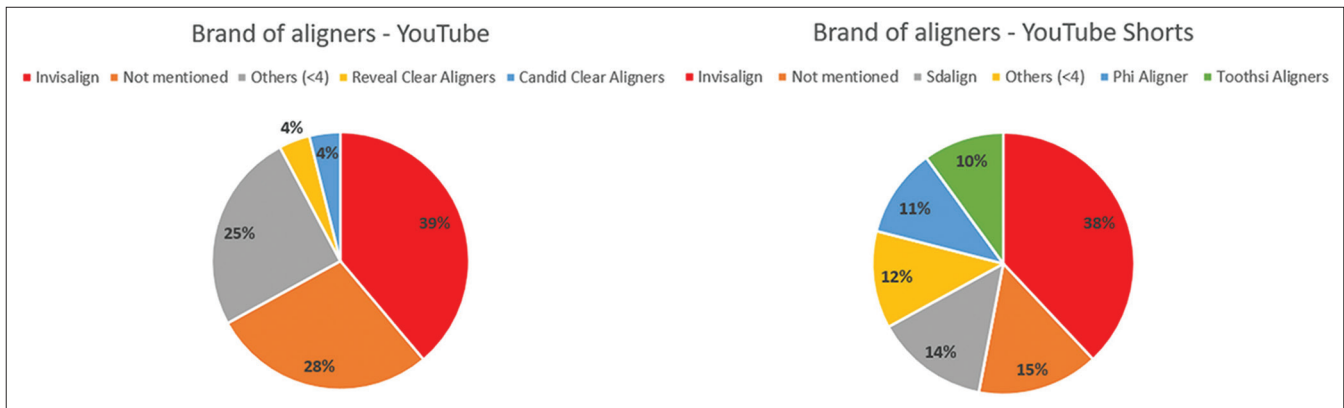 Brand of aligners - YouTube
Invisalign Not mentioned Others (<4) Reveal Clear Aligners Candid Clear Aligners
4%
4%
39%
25%
28%
Brand of aligners - YouTube Shorts
Invisalign Not mentioned Sdalign Others (<4) Phi Aligner Toothsi Aligners
10%
11%
38%
12%
14%
15%